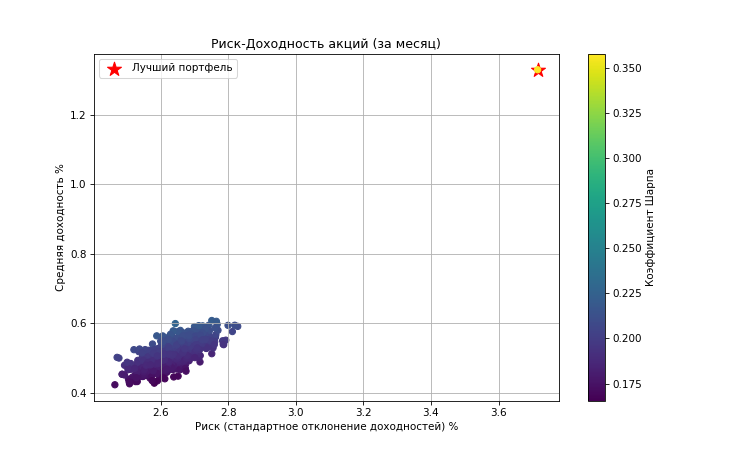 Риск-Доходность акций (за месяц)
Лучший портфель
Средняя доходность %
1.2
1.0
0.8
0.6
0.4
2.6 2.8 3.0 3.2 3.4 3.6
Риск (стандартное отклонение доходностей) %
0.350
0.325
0.300
0.275
0.250
0.225
0.200
0.175
Коэффициент Шарпа